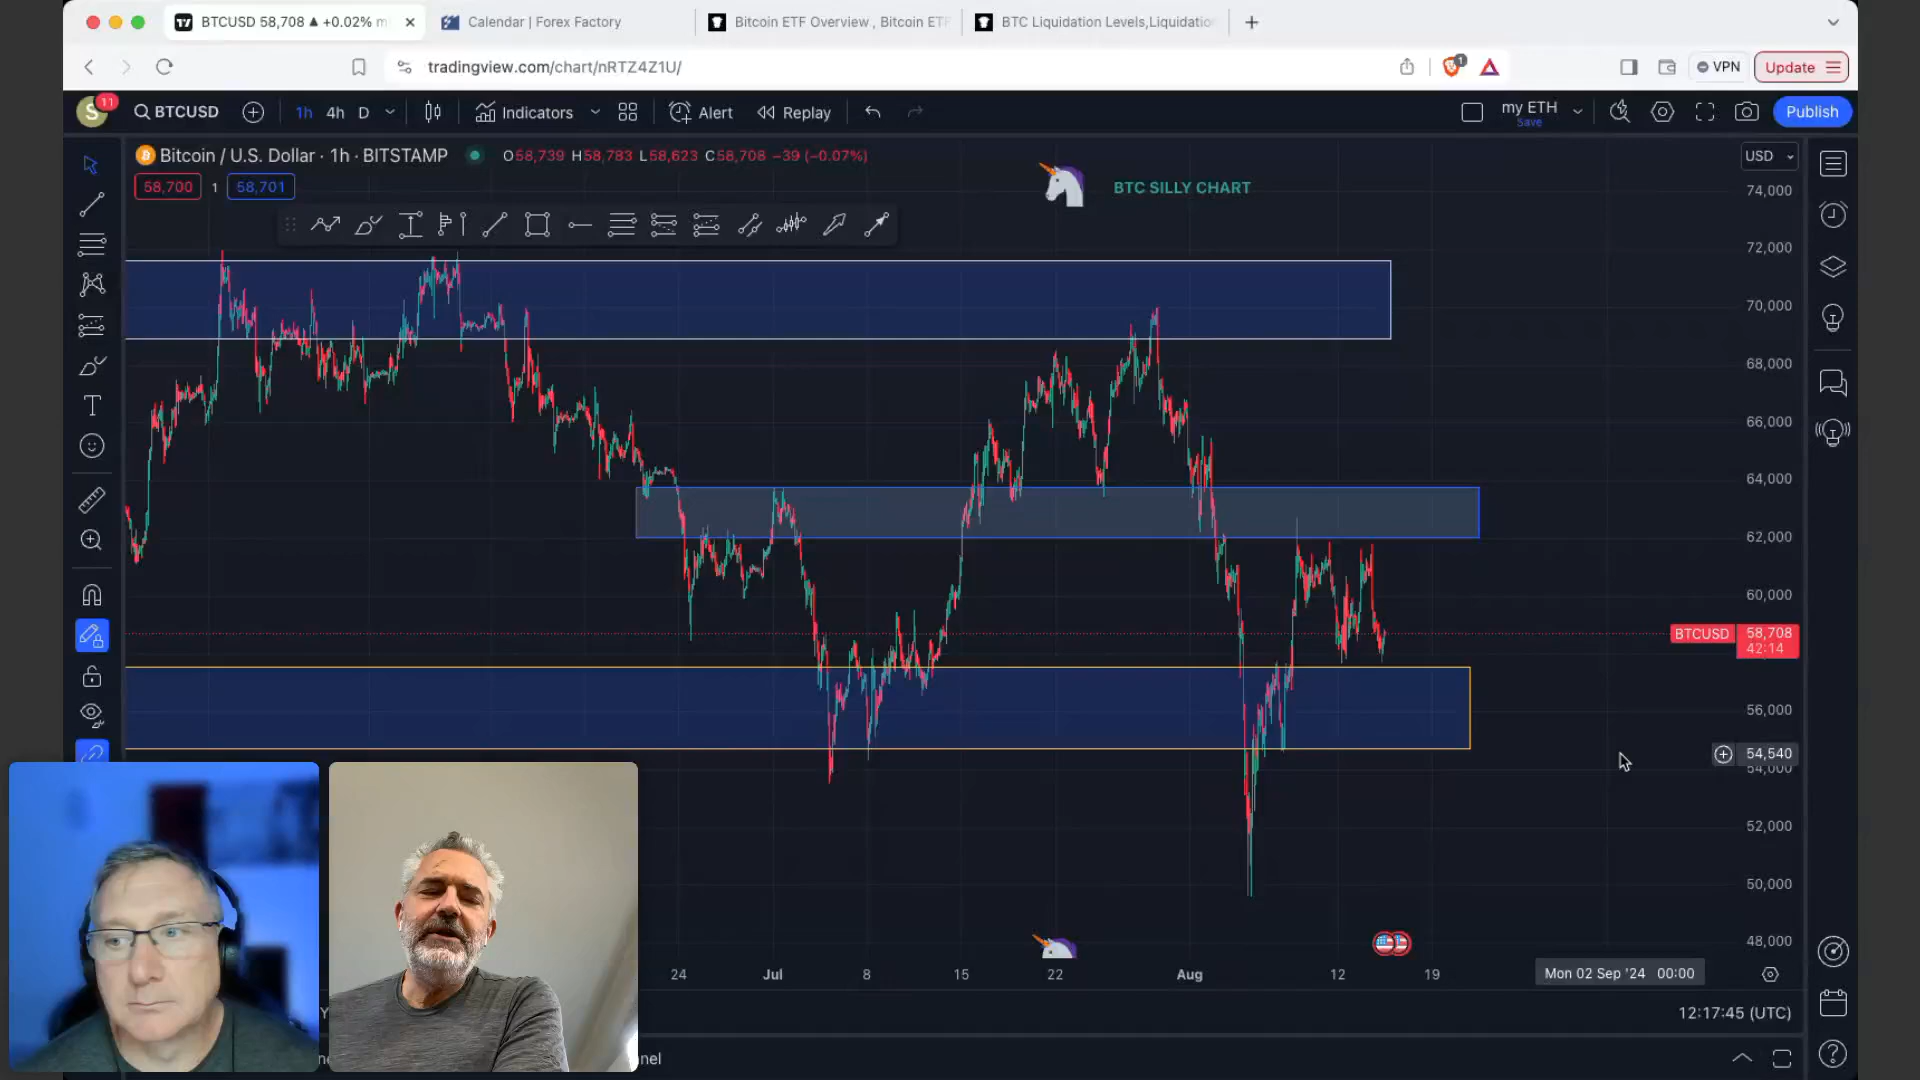 BTCUSD 58,708 ▲ +0.02%
Calendar | Forex Factory
Bitcoin ETF Overview , Bitcoin ETF
BTC Liquidation Levels,Liquidatio
tradingview.com/chart/nRTZ4Z1U/
1
VPN
Update
S
11
BTCUSD
1h
4h
D
Indicators
Alert
Replay
my ETH
Save
Publish
Bitcoin / U.S. Dollar · 1h · BITSTAMP
O58,739 H58,783 L58,623 C58,708 −39 (−0.07%)
USD
58,700
1
58,701
BTC SILLY CHART
74,000
72,000
70,000
68,000
66,000
64,000
62,000
60,000
BTCUSD
58,708
42:14
56,000
54,540
54,000
52,000
50,000
48,000
24
Jul
8
15
22
Aug
12
19
Mon 02 Sep '24
00:00
12:17:45 (UTC)
nel